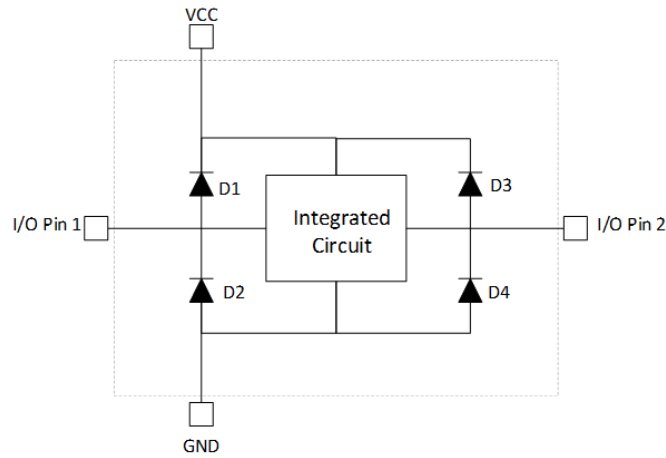 VCC
D1
D3
I/O Pin 1
Integrated
Circuit
I/O Pin 2
D2
D4
GND